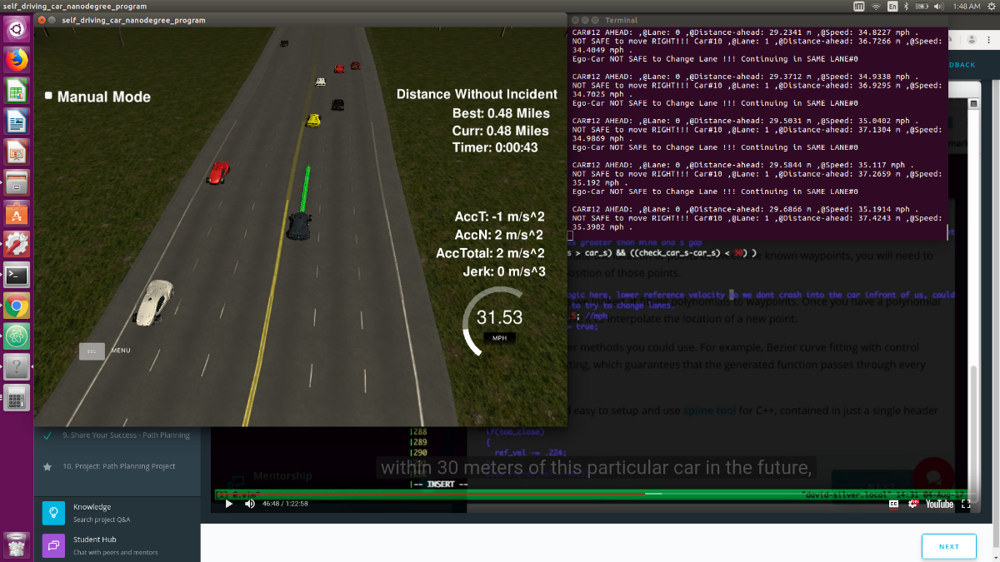 self_driving_car_nanodegree_program
En
1:48 AM
self_driving_car_nanodegree_program
Manual Mode
Distance Without Incident
Best: 0.48 Miles
Curr: 0.48 Miles
Timer: 0:00:43
AccT: -1 m/s^2
AccN: 2 m/s^2
AccTotal: 2 m/s^2
Jerk: 0 m/s^3
31.53
MPH
ESC
MENU
Terminal
CAR#12 AHEAD: ,@Lane: 0 ,@Distance-ahead: 29.2341 m ,@Speed: 34.8227 mph .
NOT SAFE to move RIGHT!!! Car#10 ,@Lane: 1 ,@Distance-ahead: 36.7266 m ,@Speed:
34.4049 mph .
Ego-Car NOT SAFE to Change Lane !!! Continuing in SAME LANE#0
CAR#12 AHEAD: ,@Lane: 0 ,@Distance-ahead: 29.3712 m ,@Speed: 34.9338 mph .
NOT SAFE to move RIGHT!!! Car#10 ,@Lane: 1 ,@Distance-ahead: 36.9295 m ,@Speed:
34.7025 mph .
Ego-Car NOT SAFE to Change Lane !!! Continuing in SAME LANE#0
CAR#12 AHEAD: ,@Lane: 0 ,@Distance-ahead: 29.5031 m ,@Speed: 35.0402 mph .
NOT SAFE to move RIGHT!!! Car#10 ,@Lane: 1 ,@Distance-ahead: 37.1304 m ,@Speed:
34.9869 mph .
Ego-Car NOT SAFE to Change Lane !!! Continuing in SAME LANE#0
CAR#12 AHEAD: ,@Lane: 0 ,@Distance-ahead: 29.5844 m ,@Speed: 35.117 mph .
NOT SAFE to move RIGHT!!! Car#10 ,@Lane: 1 ,@Distance-ahead: 37.2659 m ,@Speed:
35.192 mph .
Ego-Car NOT SAFE to Change Lane !!! Continuing in SAME LANE#0
CAR#12 AHEAD: ,@Lane: 0 ,@Distance-ahead: 29.6866 m ,@Speed: 35.1914 mph .
NOT SAFE to move RIGHT!!! Car#10 ,@Lane: 1 ,@Distance-ahead: 37.4243 m ,@Speed:
35.3902 mph .
DBACK
s greater than mine and s gap
s > car_s) && ((check_car_s-car_s) < 30) )
known waypoints, you will need to
position of those points.
gic here, lower reference velocity so we dont crash into the car infront of us, could
to try to change lanes.
polynomials to waypoints. Once you have a polynomial
5; //mph
to interpolate the location of a new point.
= true;
er methods you could use. For example, Bezier curve fitting with control
ting, which guarantees that the generated function passes through every
d easy to setup and use spline tool for C++, contained in just a single header
288
289
290
if(too_close)
{
ref_vel -= .224;
-- INSERT --
within 30 meters of this particular car in the future,
Mentorship
NEXT
"david-silver.local" 14:31 04-Aug-17
46:48 / 1:22:58
CC
HD
YouTube
9. Share Your Success - Path Planning
10. Project: Path Planning Project
Knowledge
Search project Q&A
Student Hub
Chat with peers and mentors
NEXT